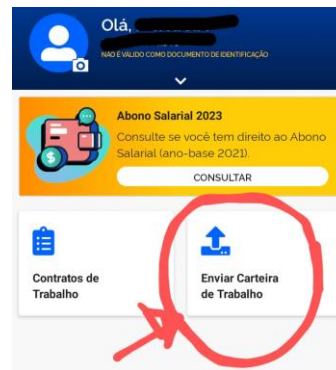 Olá,
NÃO É VÁLIDO COMO DOCUMENTO DE IDENTIFICAÇÃO
Abono Salarial 2023
Consulte se você tem direito ao Abono
Salarial (ano-base 2021).
CONSULTAR
Contratos de
Trabalho
Enviar Carteira
de Trabalho